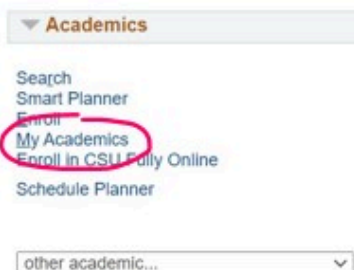 Academics
Search
Smart Planner
Enroll
My Academics
Enroll in CSU Fully Online
Schedule Planner
other academic...